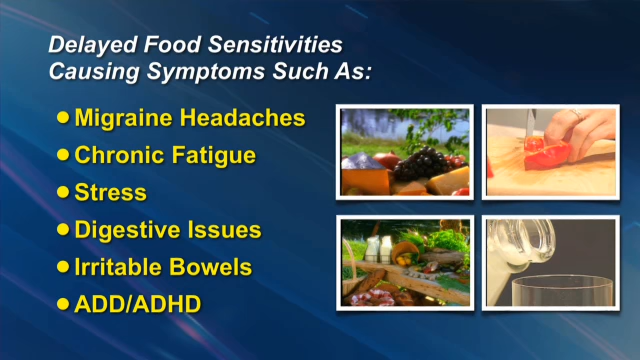 Delayed Food Sensitivities
Causing Symptoms Such As:
• Migraine Headaches
• Chronic Fatigue
• Stress
• Digestive Issues
• Irritable Bowels
• ADD/ADHD